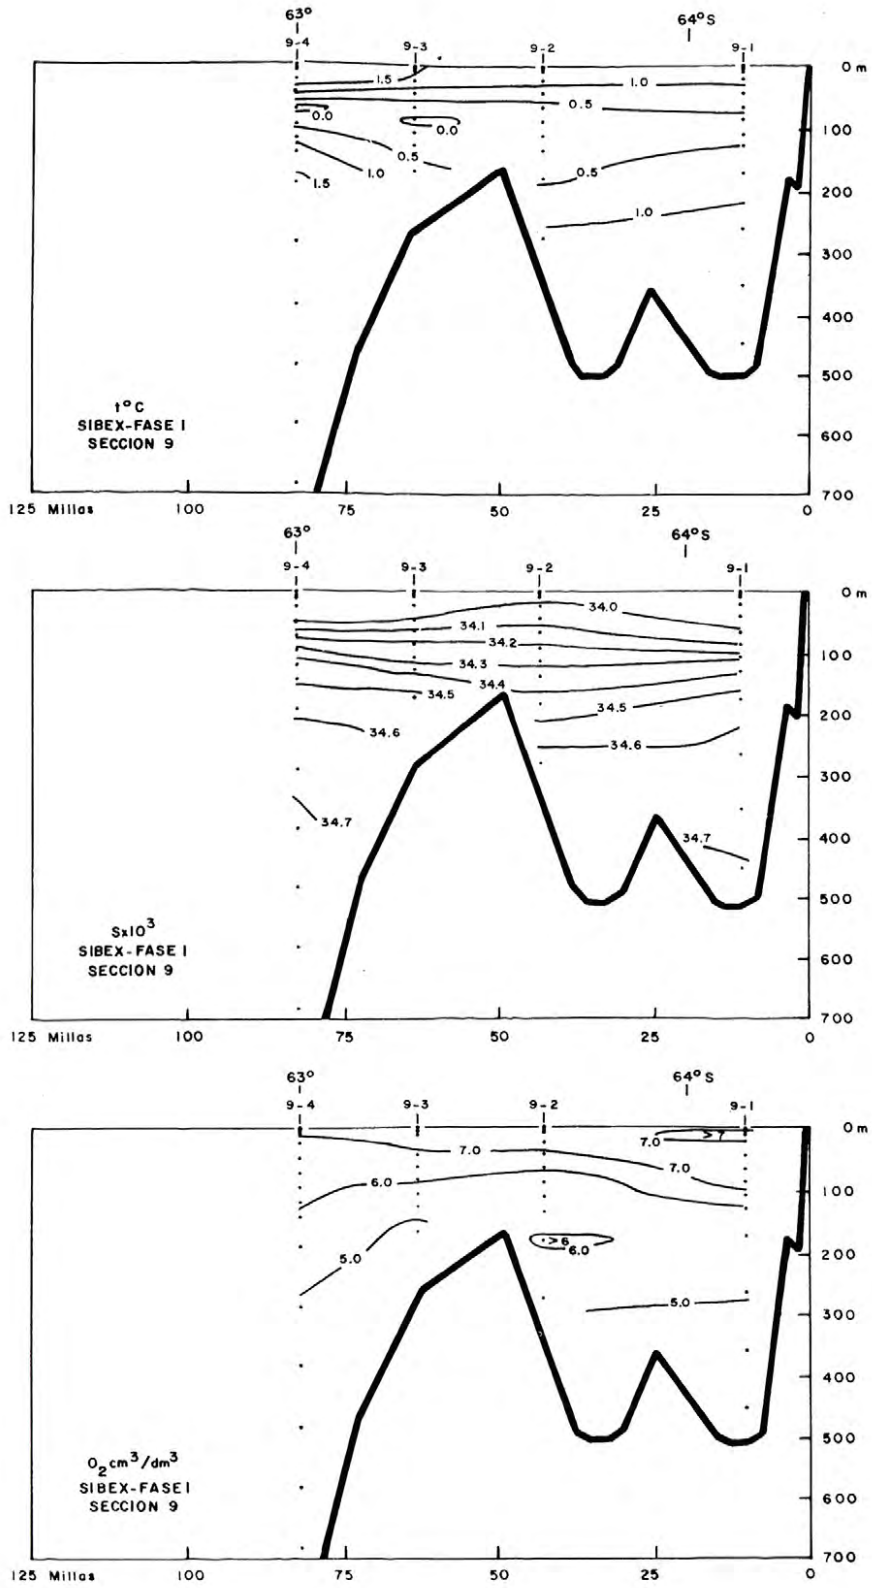 63° 64°S
9-4 9-3 9-2 9-1
0 m
1.5
1.0
0.5
0.0
0.0
100
0.5
1.0
0.5
1.5
200
1.0
300
400
500
600
700
t°C
SIBEX-FASE I
SECCION 9
125 Millas 100 75 50 25 0
63° 64°S
9-4 9-3 9-2 9-1
0 m
34.0
34.1
34.2
100
34.3
34.4
34.5
34.5
200
34.6
34.6
300
34.7
34.7
400
500
600
700
Sx10³
SIBEX-FASE I
SECCION 9
125 Millas 100 75 50 25 0
63° 64°S
9-4 9-3 9-2 9-1
0 m
>7
7.0
7.0
7.0
6.0
100
>6
6.0
5.0
200
5.0
300
400
500
600
700
O₂cm³/dm³
SIBEX-FASE I
SECCION 9
125 Millas 100 75 50 25 0